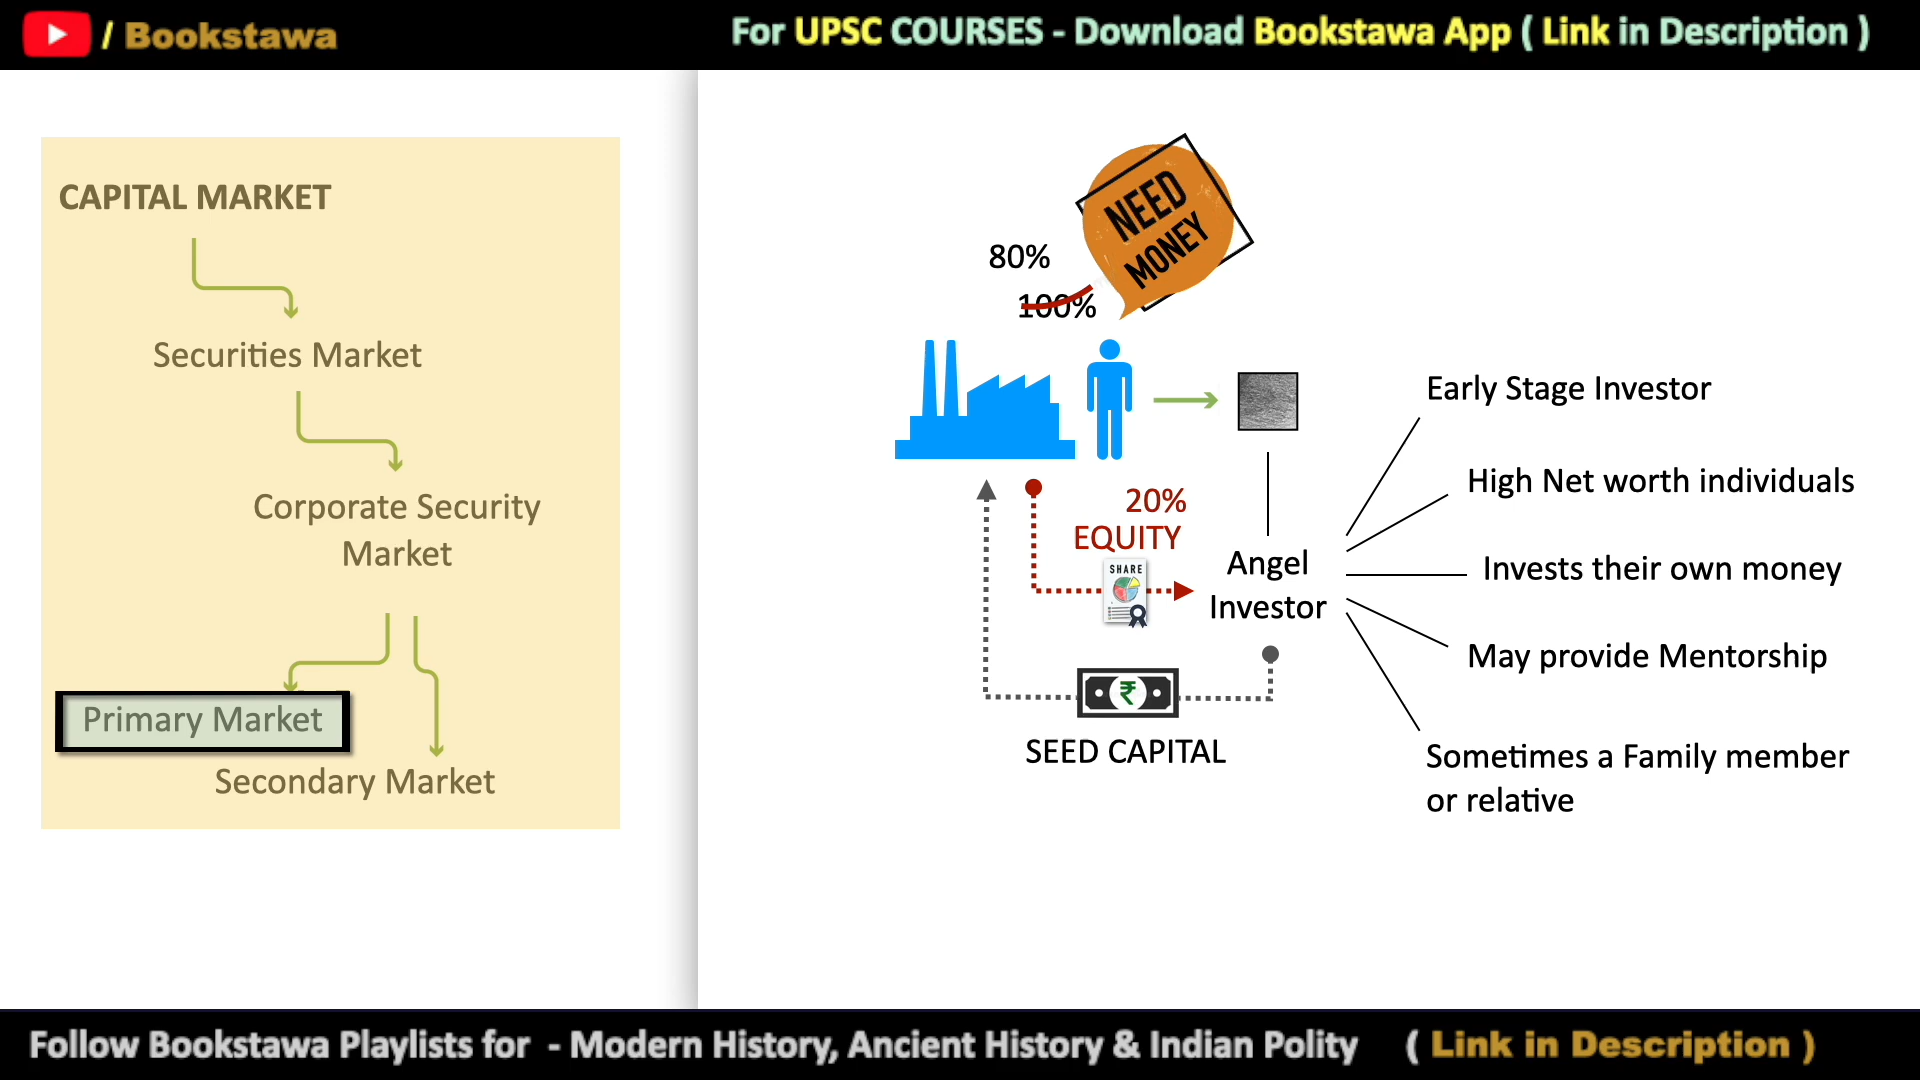 / Bookstawa
For UPSC COURSES - Download Bookstawa App ( Link in Description )
CAPITAL MARKET
Securities Market
Corporate Security
Market
Primary Market
Secondary Market
NEED
MONEY
80%
100%
20%
EQUITY
SHARE
₹
SEED CAPITAL
Angel
Investor
Early Stage Investor
High Net worth individuals
Invests their own money
May provide Mentorship
Sometimes a Family member
or relative
Follow Bookstawa Playlists for - Modern History, Ancient History & Indian Polity ( Link in Description )